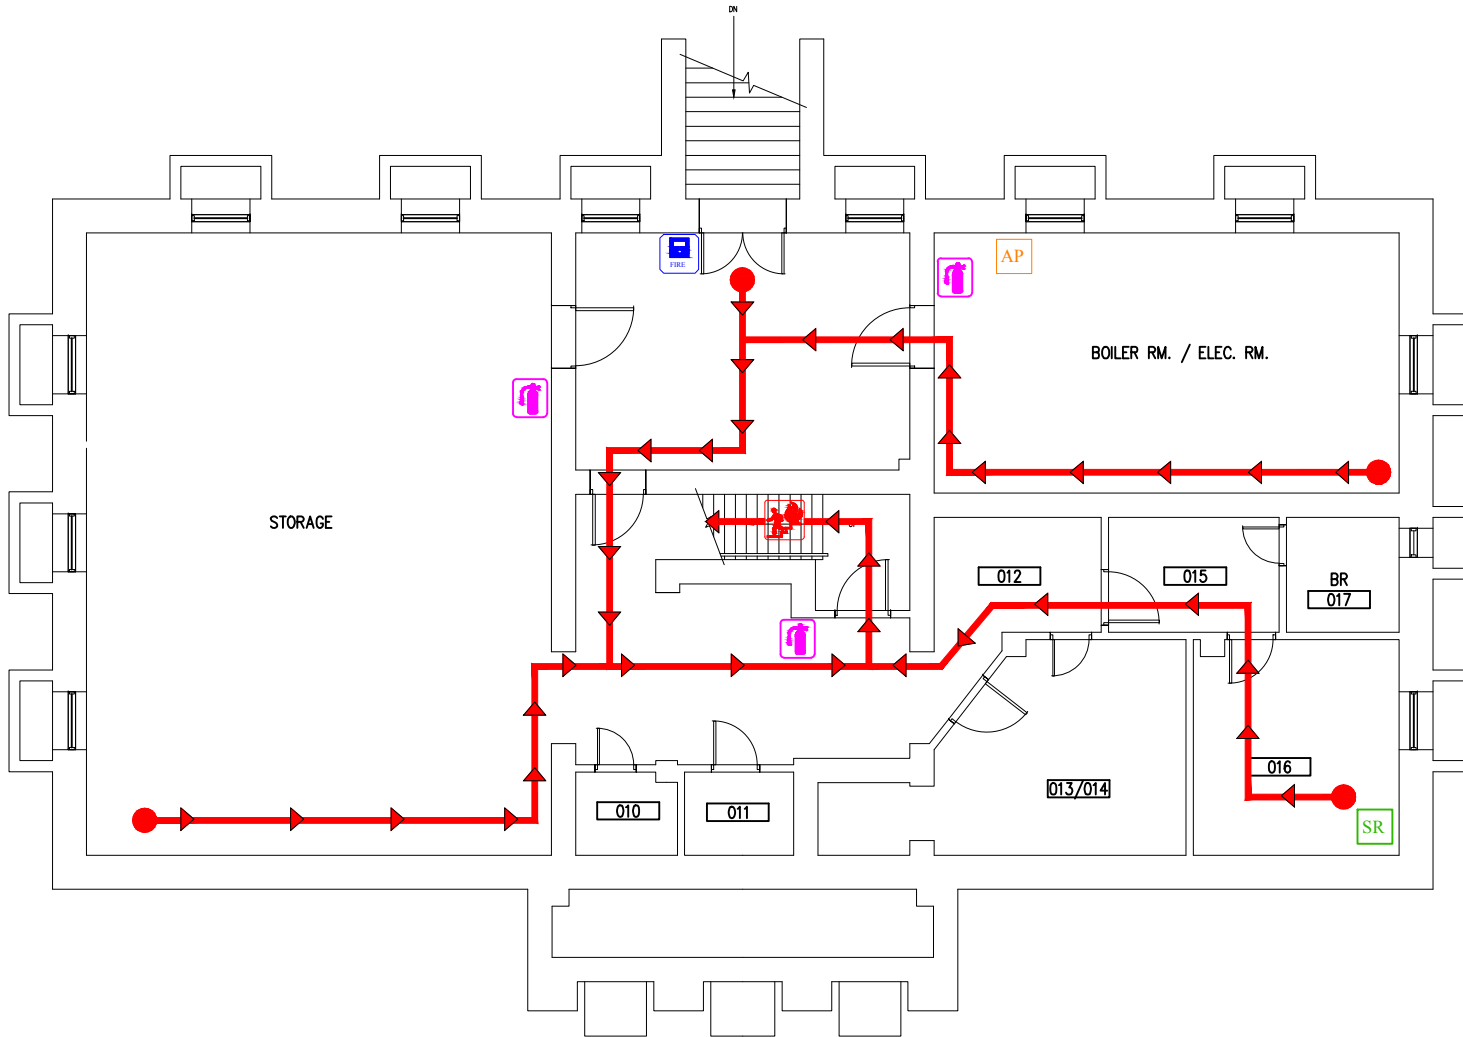 DN
FIRE
AP
BOILER RM. / ELEC. RM.
STORAGE
012
015
BR
017
016
013/014
010
011
SR